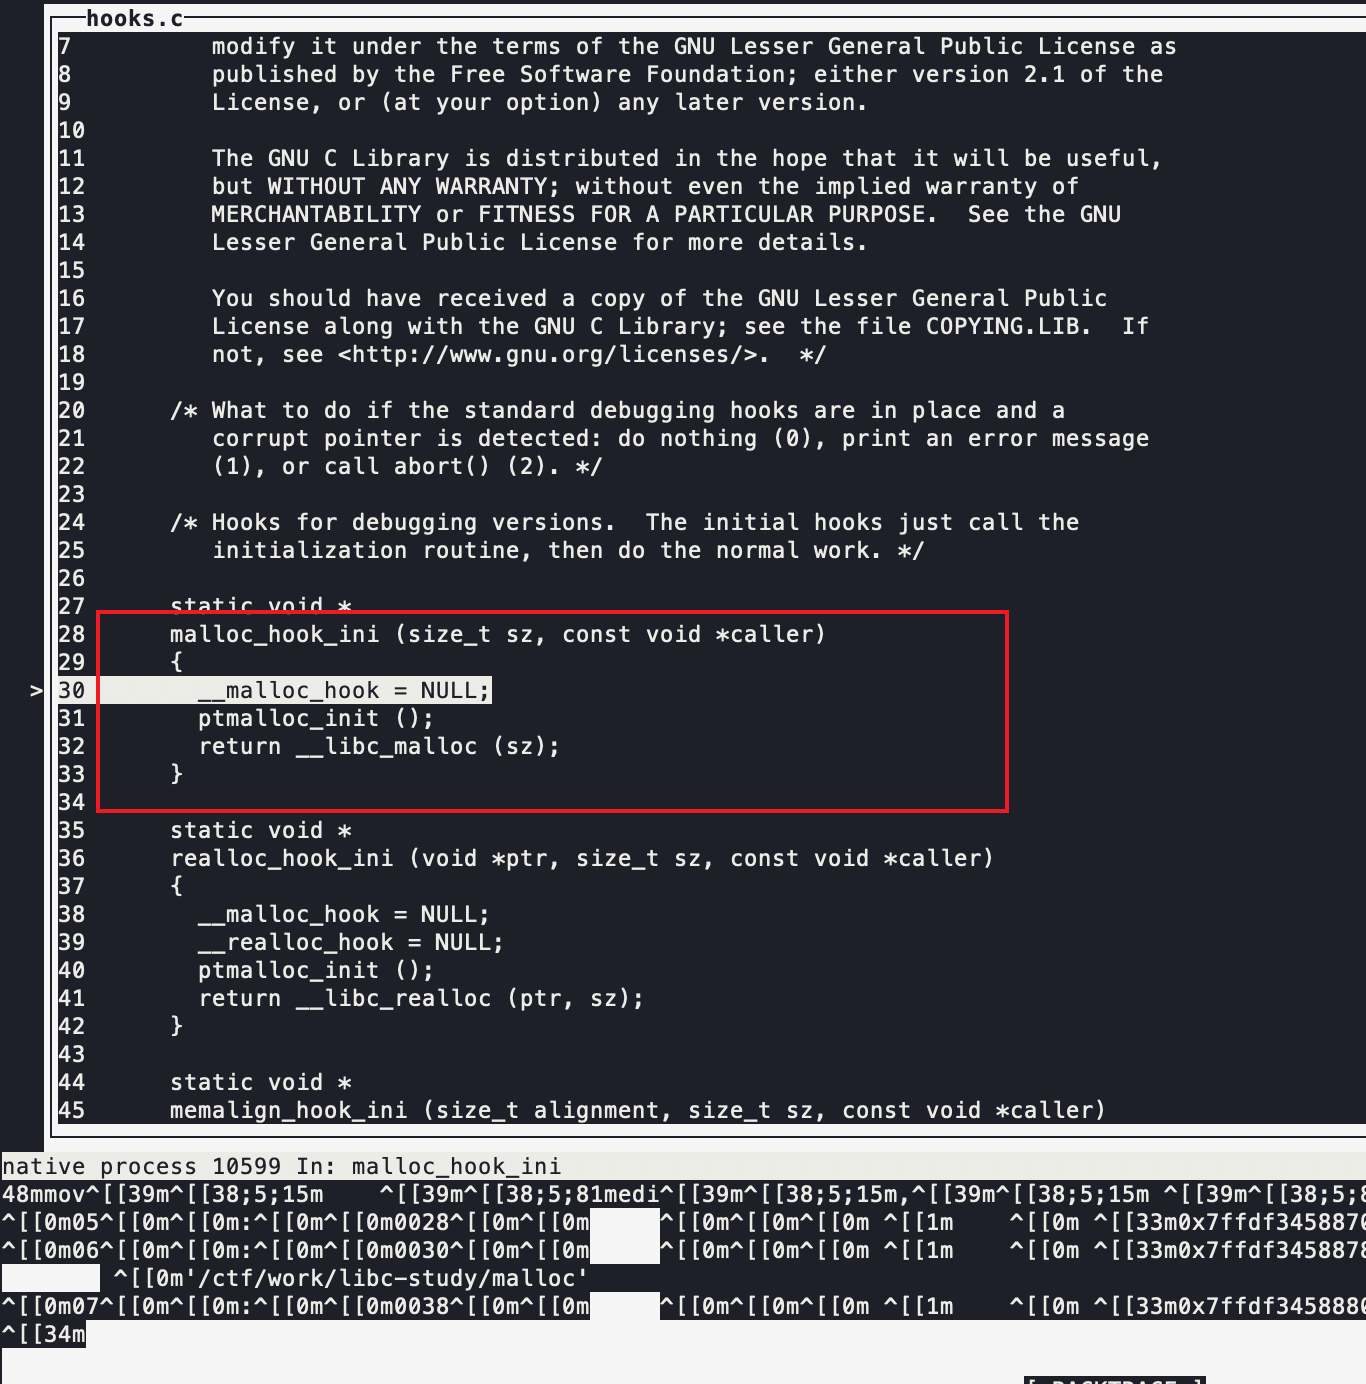 hooks.c
7 modify it under the terms of the GNU Lesser General Public License as
8 published by the Free Software Foundation; either version 2.1 of the
9 License, or (at your option) any later version.
10
11 The GNU C Library is distributed in the hope that it will be useful,
12 but WITHOUT ANY WARRANTY; without even the implied warranty of
13 MERCHANTABILITY or FITNESS FOR A PARTICULAR PURPOSE.  See the GNU
14 Lesser General Public License for more details.
15
16 You should have received a copy of the GNU Lesser General Public
17 License along with the GNU C Library; see the file COPYING.LIB.  If
18 not, see <http://www.gnu.org/licenses/>.  */
19
20 /* What to do if the standard debugging hooks are in place and a
21 corrupt pointer is detected: do nothing (0), print an error message
22 (1), or call abort() (2). */
23
24 /* Hooks for debugging versions.  The initial hooks just call the
25 initialization routine, then do the normal work. */
26
27 static void *
28 malloc_hook_ini (size_t sz, const void *caller)
29 {
> 30 __malloc_hook = NULL;
31 ptmalloc_init ();
32 return __libc_malloc (sz);
33 }
34
35 static void *
36 realloc_hook_ini (void *ptr, size_t sz, const void *caller)
37 {
38 __malloc_hook = NULL;
39 __realloc_hook = NULL;
40 ptmalloc_init ();
41 return __libc_realloc (ptr, sz);
42 }
43
44 static void *
45 memalign_hook_ini (size_t alignment, size_t sz, const void *caller)
native process 10599 In: malloc_hook_ini
48mmov^[[39m^[[38;5;15m    ^[[39m^[[38;5;81medi^[[39m^[[38;5;15m,^[[39m^[[38;5;15m ^[[39m^[[38;5;8
^[[0m05^[[0m^[[0m:^[[0m^[[0m0028^[[0m^[[0m     ^[[0m^[[0m^[[0m ^[[1m    ^[[0m ^[[33m0x7ffdf3458870
^[[0m06^[[0m^[[0m:^[[0m^[[0m0030^[[0m^[[0m     ^[[0m^[[0m^[[0m ^[[1m    ^[[0m ^[[33m0x7ffdf3458878
^[[0m'/ctf/work/libc-study/malloc'
^[[0m07^[[0m^[[0m:^[[0m^[[0m0038^[[0m^[[0m     ^[[0m^[[0m^[[0m ^[[1m    ^[[0m ^[[33m0x7ffdf3458880
^[[34m